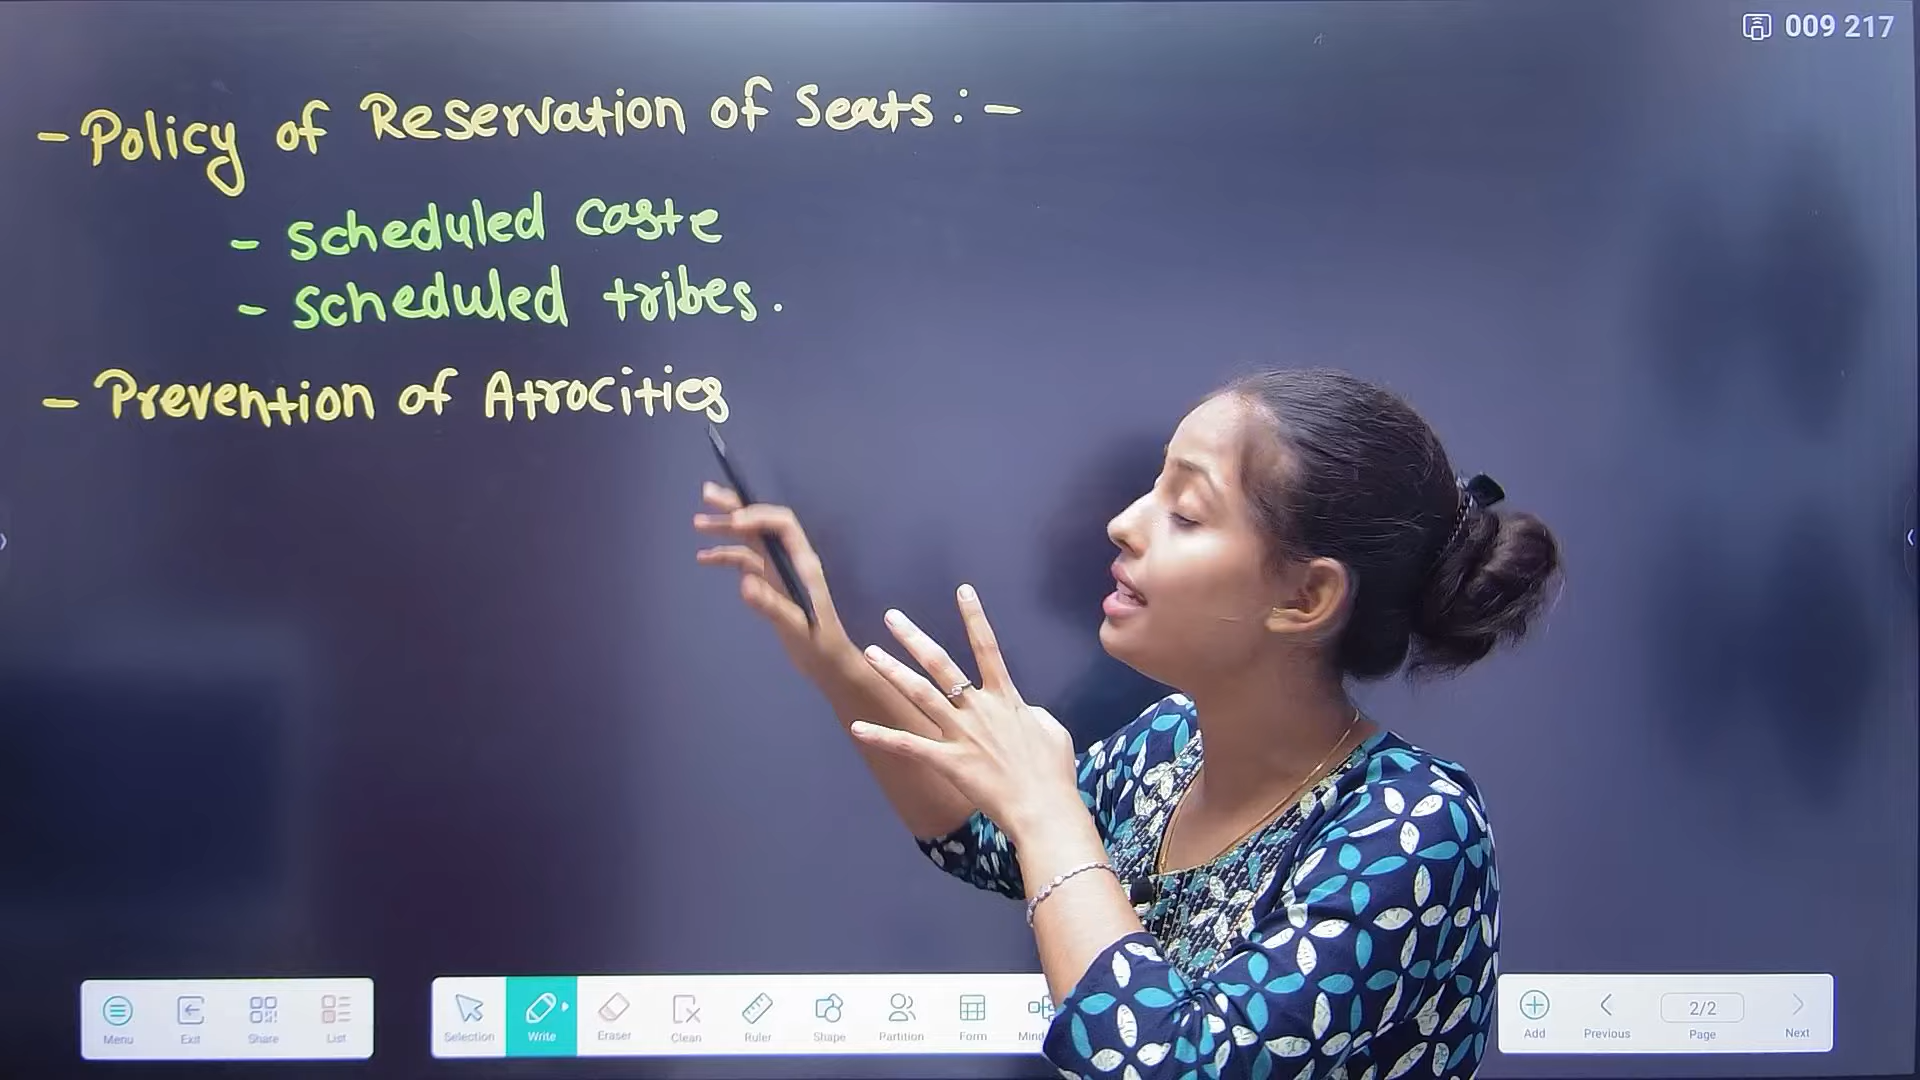 009 217
- Policy of Reservation of Seats : -
- Scheduled Caste
- Scheduled tribes.
- Prevention of Atrocities
Menu Exit Share List
Selection Write Eraser Clean Ruler Shape Partition Form Mind
Add Previous 2/2 Page Next